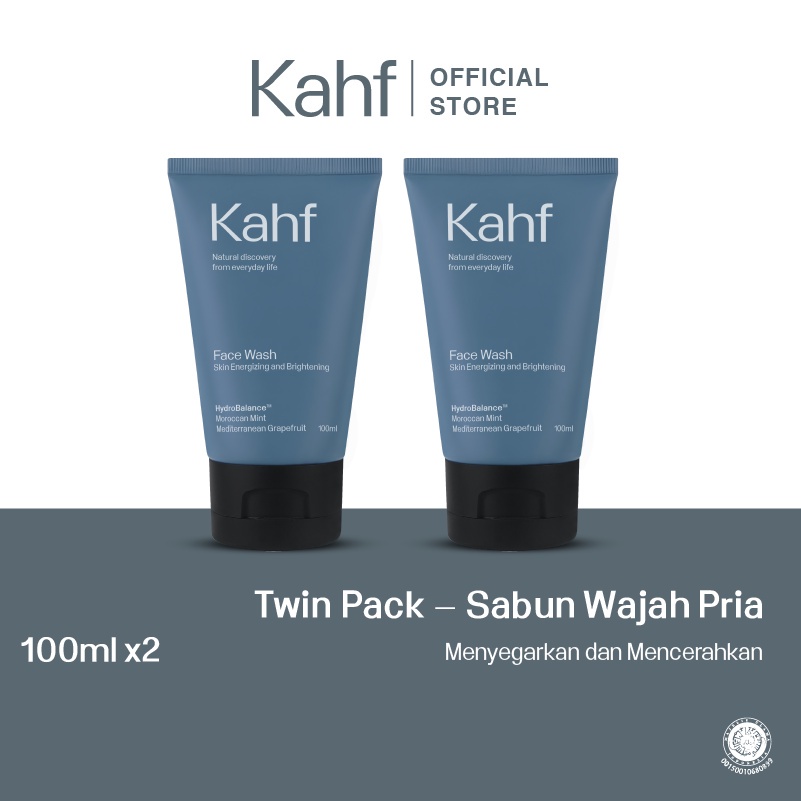 Kahf
OFFICIAL
STORE
Kahf
Natural discovery
from everyday life
Face Wash
Skin Energizing and Brightening
HydroBalance™
Moroccan Mint
Mediterranean Grapefruit 100ml
Kahf
Natural discovery
from everyday life
Face Wash
Skin Energizing and Brightening
HydroBalance™
Moroccan Mint
Mediterranean Grapefruit 100ml
Twin Pack – Sabun Wajah Pria
100ml x2
Menyegarkan dan Mencerahkan
00150010680899